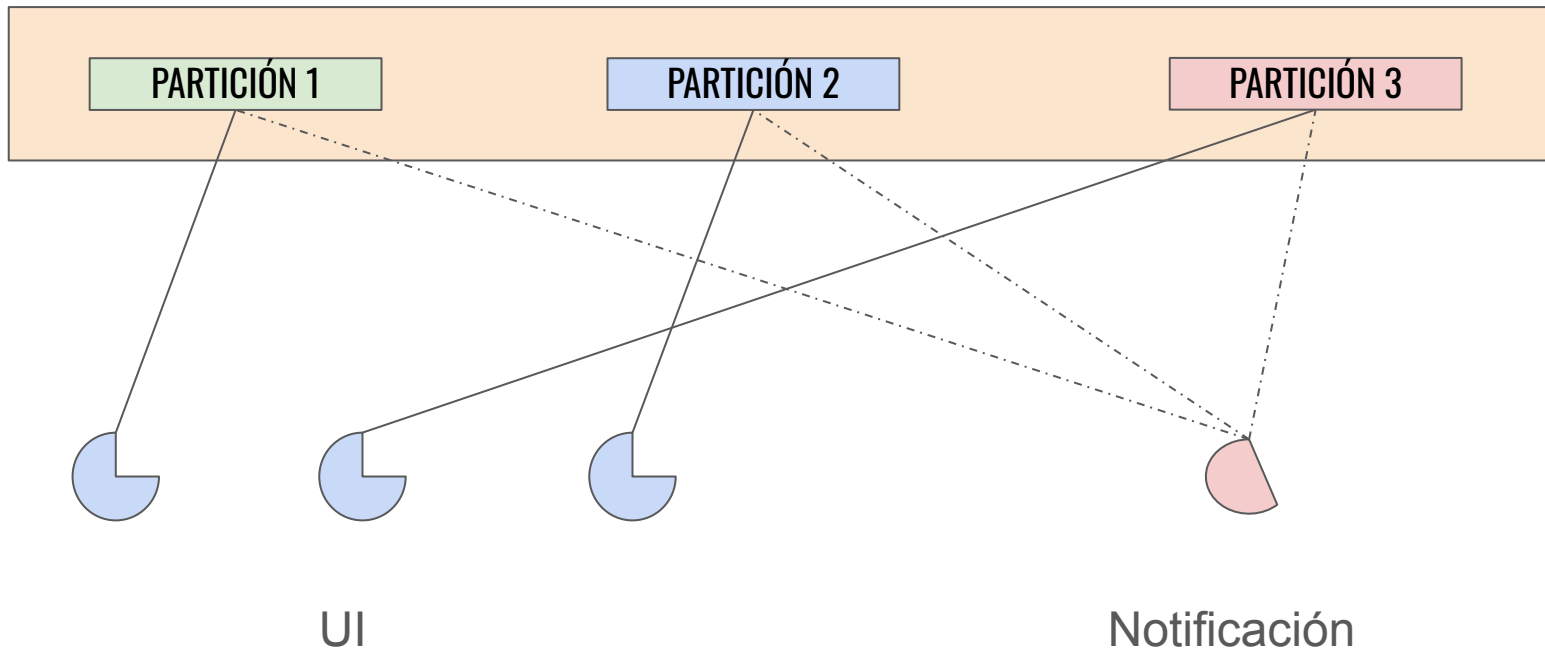 PARTICIÓN 1
PARTICIÓN 2
PARTICIÓN 3
UI
Notificación